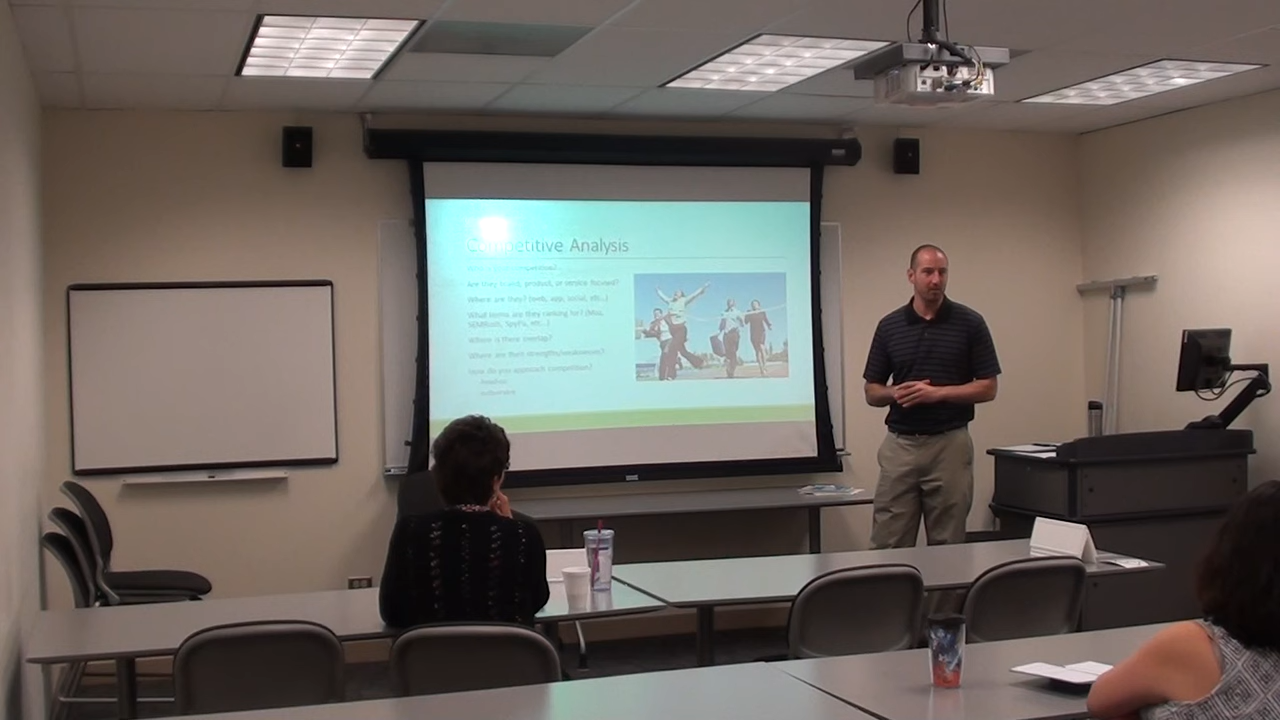 Competitive Analysis
Are they brand, product, or service focused?
Where are they? (web, app, social, etc…)
What terms are they ranking for? (Moz,
SEMRush, SpyFu, etc…)
Where is there overlap?
Where are their strengths/weaknesses?
How do you approach competition?